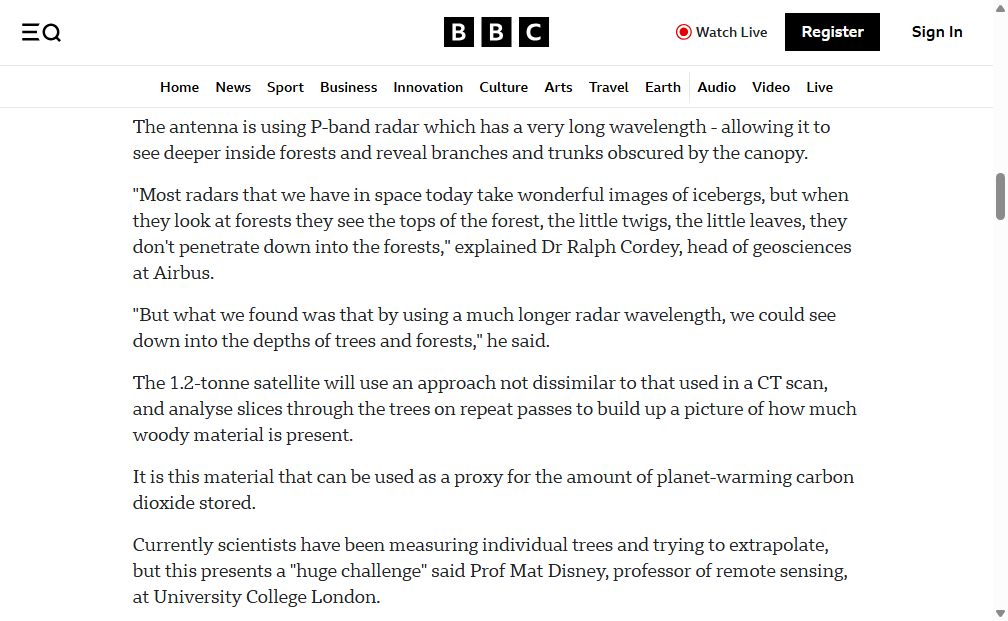 BBC
Watch Live
Register
Sign In
Home News Sport Business Innovation Culture Arts Travel Earth Audio Video Live
The antenna is using P-band radar which has a very long wavelength - allowing it to
see deeper inside forests and reveal branches and trunks obscured by the canopy.
"Most radars that we have in space today take wonderful images of icebergs, but when
they look at forests they see the tops of the forest, the little twigs, the little leaves, they
don't penetrate down into the forests," explained Dr Ralph Cordey, head of geosciences
at Airbus.
"But what we found was that by using a much longer radar wavelength, we could see
down into the depths of trees and forests," he said.
The 1.2-tonne satellite will use an approach not dissimilar to that used in a CT scan,
and analyse slices through the trees on repeat passes to build up a picture of how much
woody material is present.
It is this material that can be used as a proxy for the amount of planet-warming carbon
dioxide stored.
Currently scientists have been measuring individual trees and trying to extrapolate,
but this presents a "huge challenge" said Prof Mat Disney, professor of remote sensing,
at University College London.